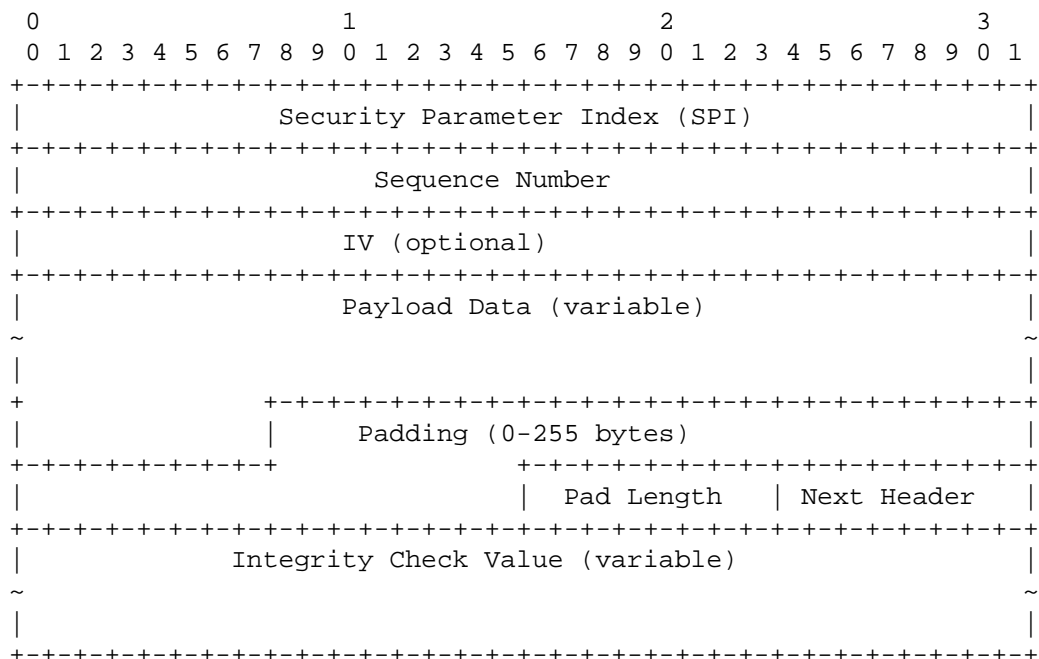 0                   1                   2                   3
 0 1 2 3 4 5 6 7 8 9 0 1 2 3 4 5 6 7 8 9 0 1 2 3 4 5 6 7 8 9 0 1
+-+-+-+-+-+-+-+-+-+-+-+-+-+-+-+-+-+-+-+-+-+-+-+-+-+-+-+-+-+-+-+-+
|                Security Parameter Index (SPI)                 |
+-+-+-+-+-+-+-+-+-+-+-+-+-+-+-+-+-+-+-+-+-+-+-+-+-+-+-+-+-+-+-+-+
|                      Sequence Number                          |
+-+-+-+-+-+-+-+-+-+-+-+-+-+-+-+-+-+-+-+-+-+-+-+-+-+-+-+-+-+-+-+-+
|                    IV (optional)                              |
+-+-+-+-+-+-+-+-+-+-+-+-+-+-+-+-+-+-+-+-+-+-+-+-+-+-+-+-+-+-+-+-+
|                    Payload Data (variable)                    |
~                                                               ~
|                                                               |
+               +-+-+-+-+-+-+-+-+-+-+-+-+-+-+-+-+-+-+-+-+-+-+-+-+
|               |     Padding (0-255 bytes)                     |
+-+-+-+-+-+-+-+-+               +-+-+-+-+-+-+-+-+-+-+-+-+-+-+-+-+
|                               |  Pad Length   | Next Header   |
+-+-+-+-+-+-+-+-+-+-+-+-+-+-+-+-+-+-+-+-+-+-+-+-+-+-+-+-+-+-+-+-+
|             Integrity Check Value (variable)                  |
~                                                               ~
|                                                               |
+-+-+-+-+-+-+-+-+-+-+-+-+-+-+-+-+-+-+-+-+-+-+-+-+-+-+-+-+-+-+-+-+